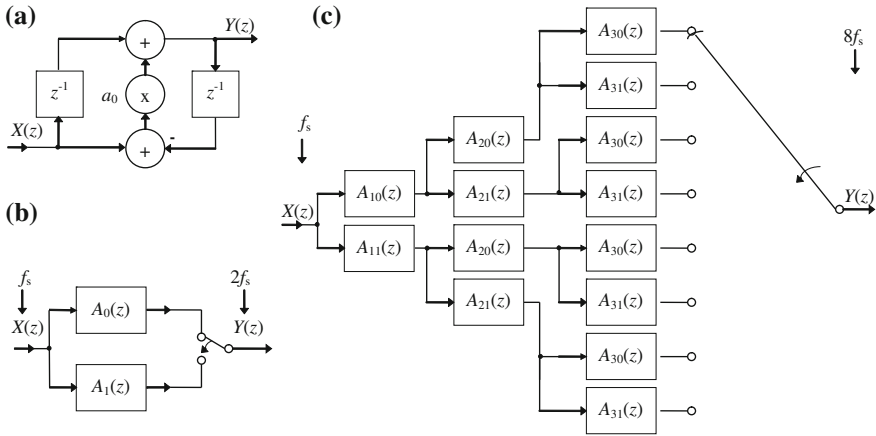 (a)
Y(z)
+
z⁻¹
a₀
x
z⁻¹
X(z)
+
-
(b)
fₛ
2fₛ
X(z)
A₀(z)
Y(z)
A₁(z)
(c)
fₛ
8fₛ
X(z)
A₁₀(z)
A₁₁(z)
A₂₀(z)
A₂₁(z)
A₂₀(z)
A₂₁(z)
A₃₀(z)
A₃₁(z)
A₃₀(z)
A₃₁(z)
A₃₀(z)
A₃₁(z)
A₃₀(z)
A₃₁(z)
Y(z)